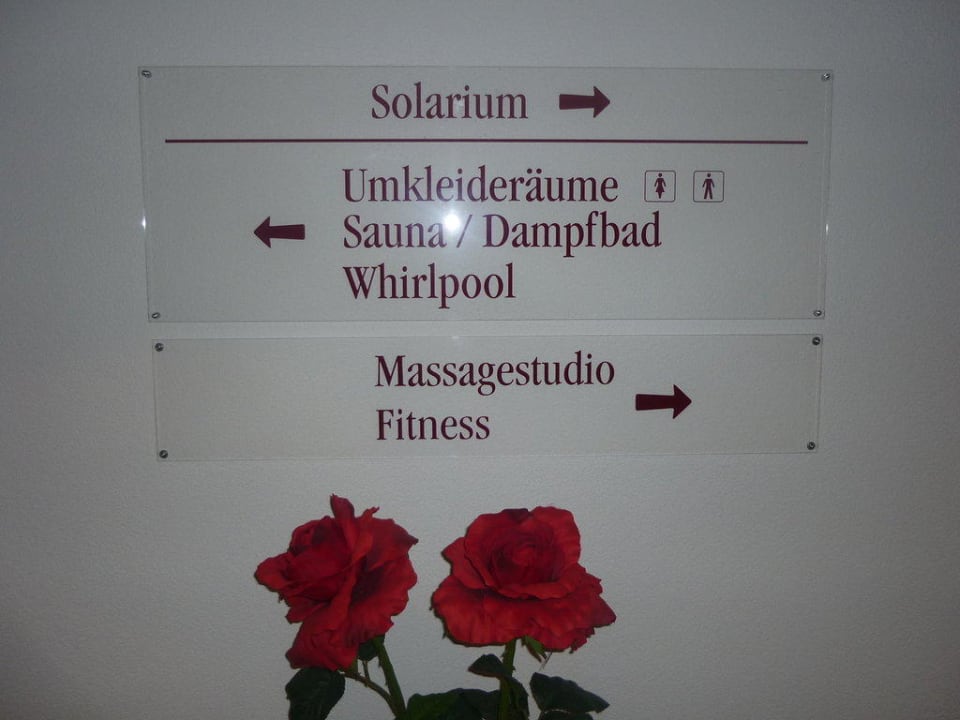 Solarium
Umkleideräume
Sauna / Dampfbad
Whirlpool
Massagestudio
Fitness